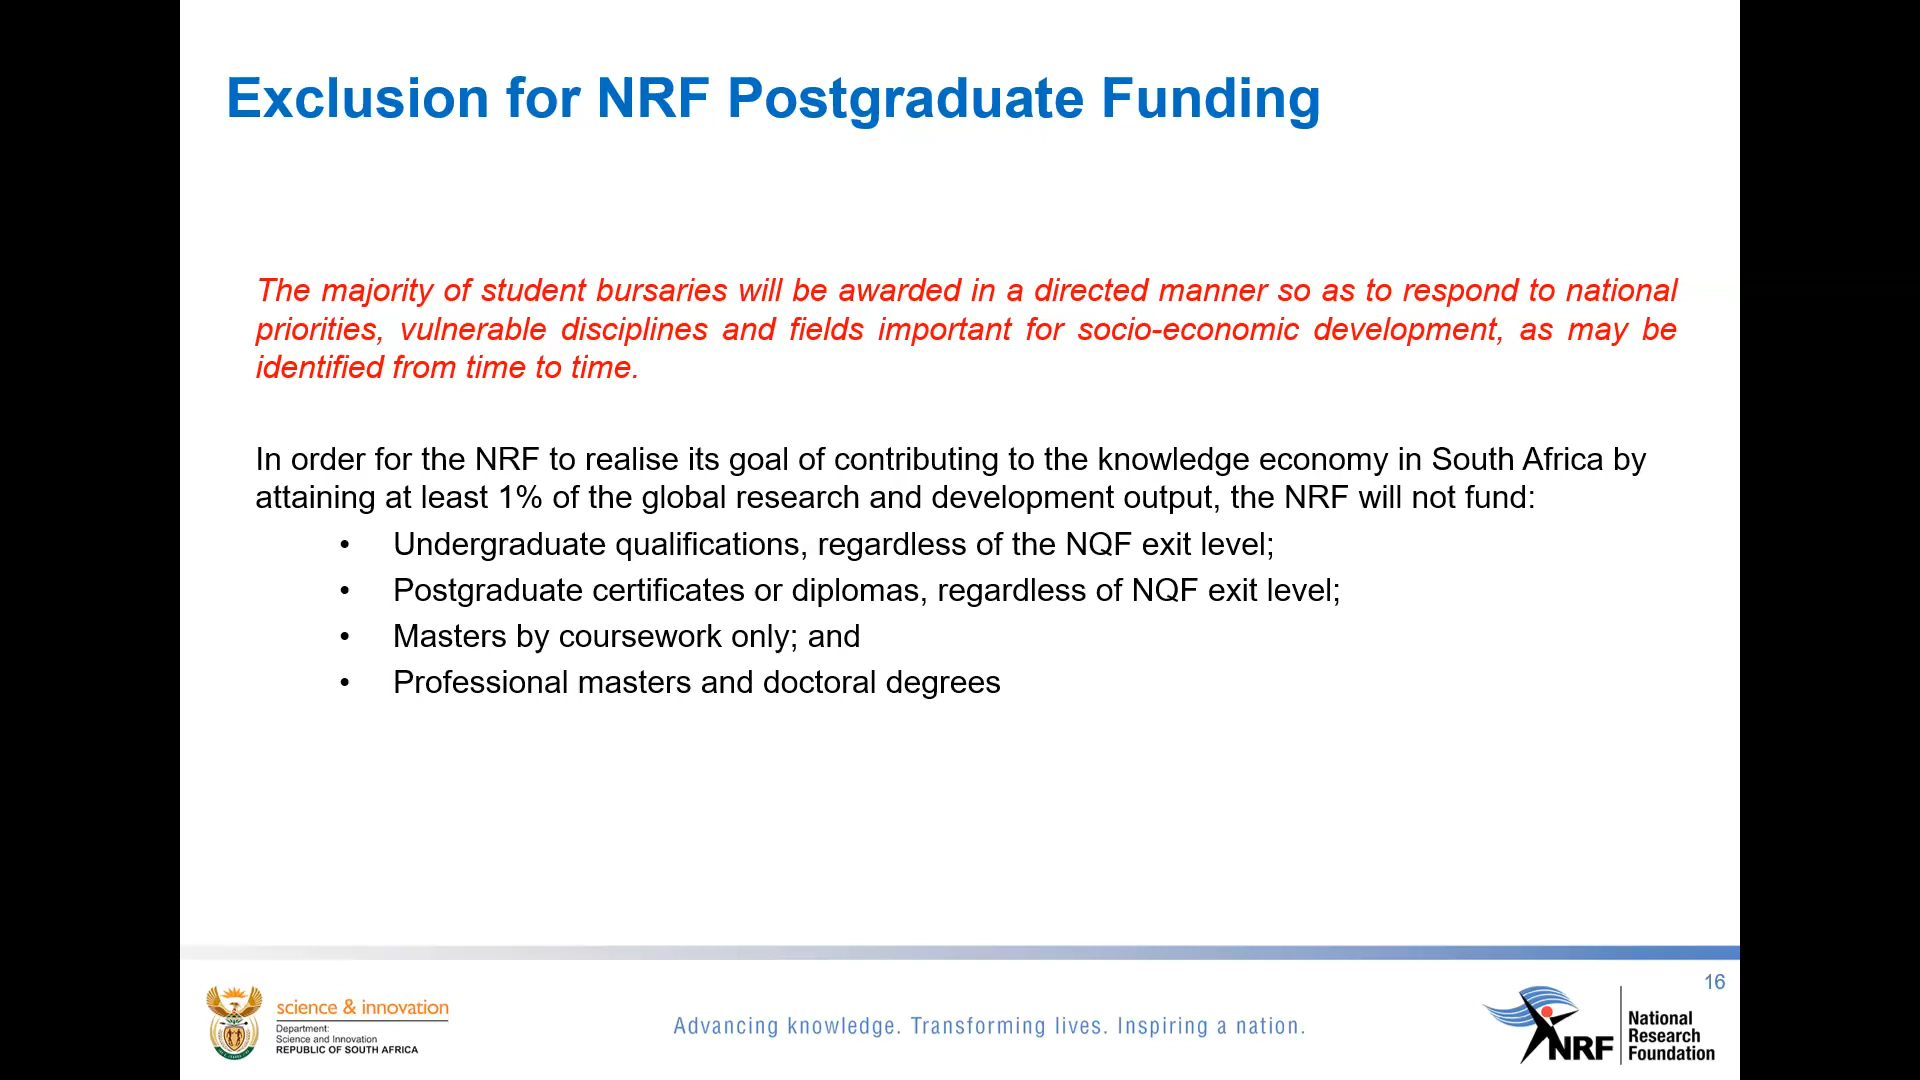 Exclusion for NRF Postgraduate Funding
The majority of student bursaries will be awarded in a directed manner so as to respond to national
priorities, vulnerable disciplines and fields important for socio-economic development, as may be
identified from time to time.
In order for the NRF to realise its goal of contributing to the knowledge economy in South Africa by
attaining at least 1% of the global research and development output, the NRF will not fund:
• Undergraduate qualifications, regardless of the NQF exit level;
• Postgraduate certificates or diplomas, regardless of NQF exit level;
• Masters by coursework only; and
• Professional masters and doctoral degrees
16
science & innovation
Department:
Science and Innovation
REPUBLIC OF SOUTH AFRICA
Advancing knowledge. Transforming lives. Inspiring a nation.
NRF
National
Research
Foundation